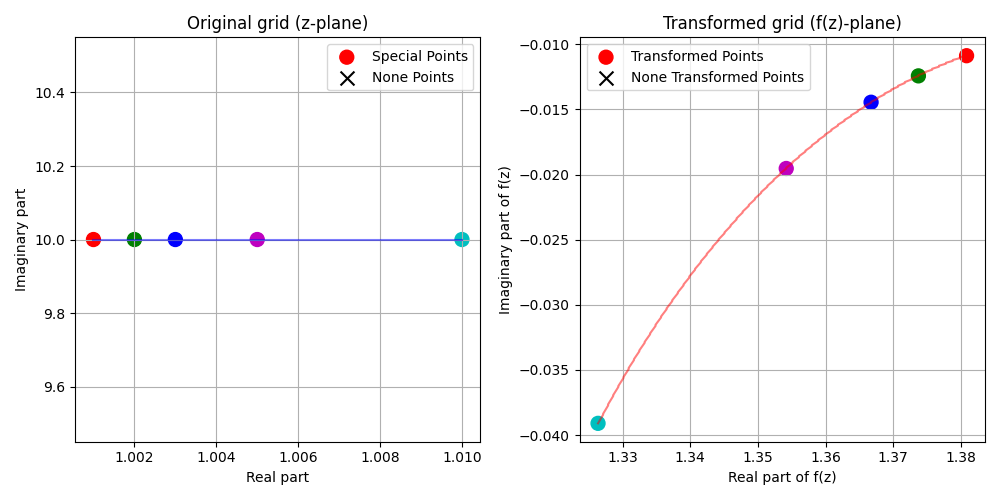 Original grid (z-plane)
Special Points
None Points
10.4
10.2
10.0
9.8
9.6
Imaginary part
1.002
1.004
1.006
1.008
1.010
Real part
Transformed grid (f(z)-plane)
Transformed Points
None Transformed Points
−0.010
−0.015
−0.020
−0.025
−0.030
−0.035
−0.040
Imaginary part of f(z)
1.33
1.34
1.35
1.36
1.37
1.38
Real part of f(z)